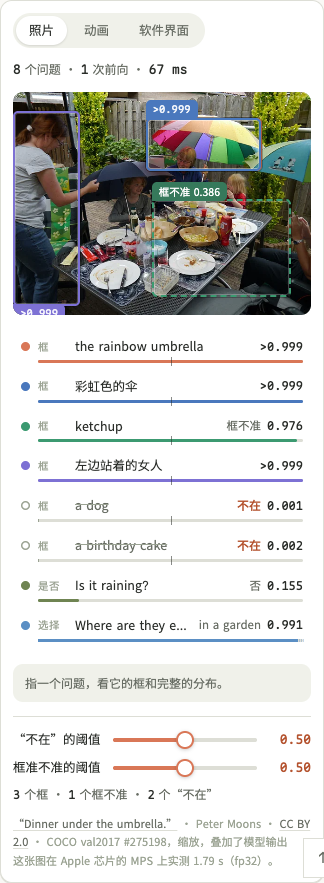 照片 动画 软件界面
8 个问题 · 1 次前向 · 67 ms
>0.999
框不准 0.386
>0.999
框 the rainbow umbrella >0.999
框 彩虹色的伞 >0.999
框 ketchup 框不准 0.976
框 左边站着的女人 >0.999
框 a dog 不在 0.001
框 a birthday cake 不在 0.002
是否 Is it raining? 否 0.155
选择 Where are they e... in a garden 0.991
指一个问题，看它的框和完整的分布。
“不在”的阈值 0.50
框准不准的阈值 0.50
3 个框 · 1 个框不准 · 2 个“不在”
“Dinner under the umbrella.” · Peter Moons · CC BY
2.0 · COCO val2017 #275198，缩放，叠加了模型输出
这张图在 Apple 芯片的 MPS 上实测 1.79 s（fp32）。